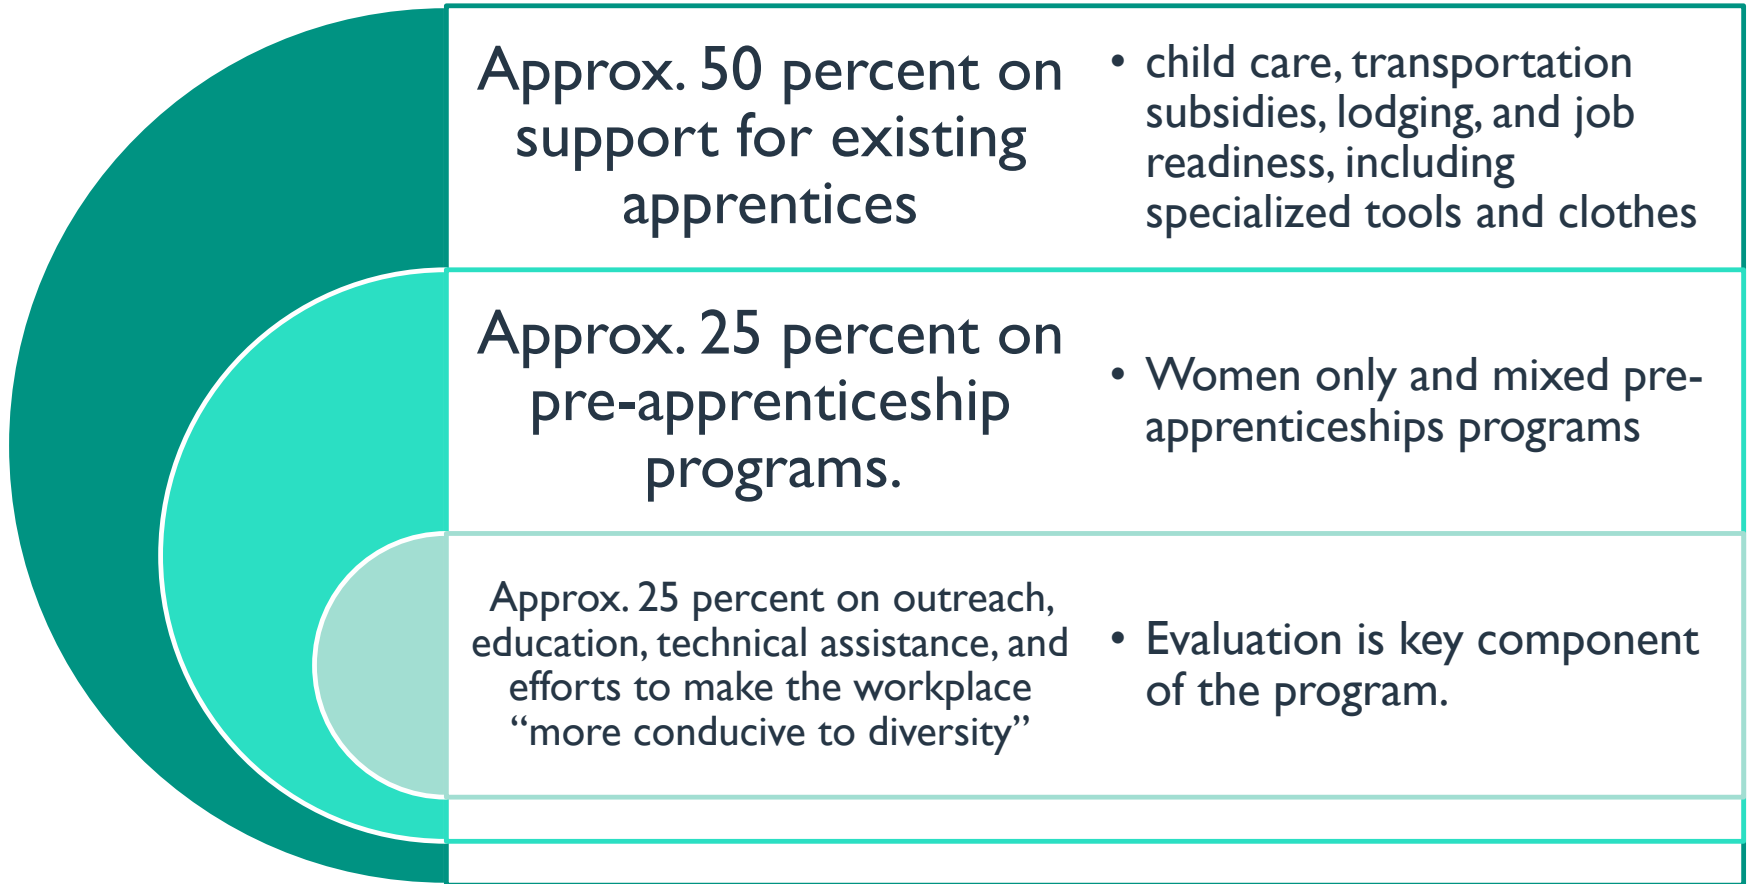 Approx. 50 percent on
support for existing
apprentices
• child care, transportation
subsidies, lodging, and job
readiness, including
specialized tools and clothes
Approx. 25 percent on
pre-apprenticeship
programs.
• Women only and mixed pre-
apprenticeships programs
Approx. 25 percent on outreach,
education, technical assistance, and
efforts to make the workplace
“more conducive to diversity”
• Evaluation is key component
of the program.